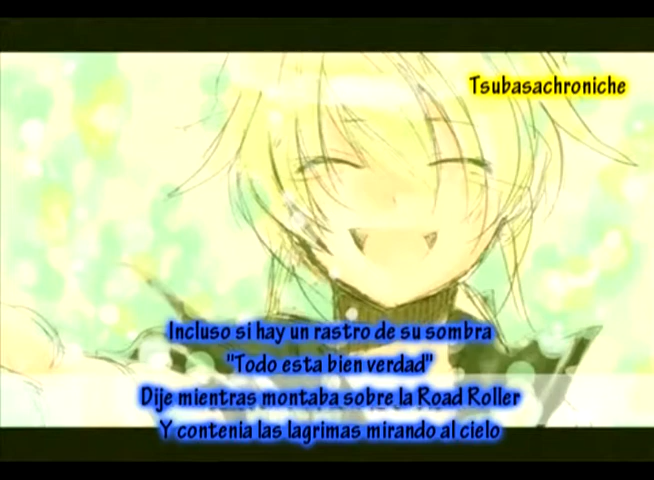 Tsubasachroniche
Incluso si hay un rastro de su sombra
"Todo esta bien verdad"
Dije mientras montaba sobre la Road Roller
Y contenia las lagrimas mirando al cielo